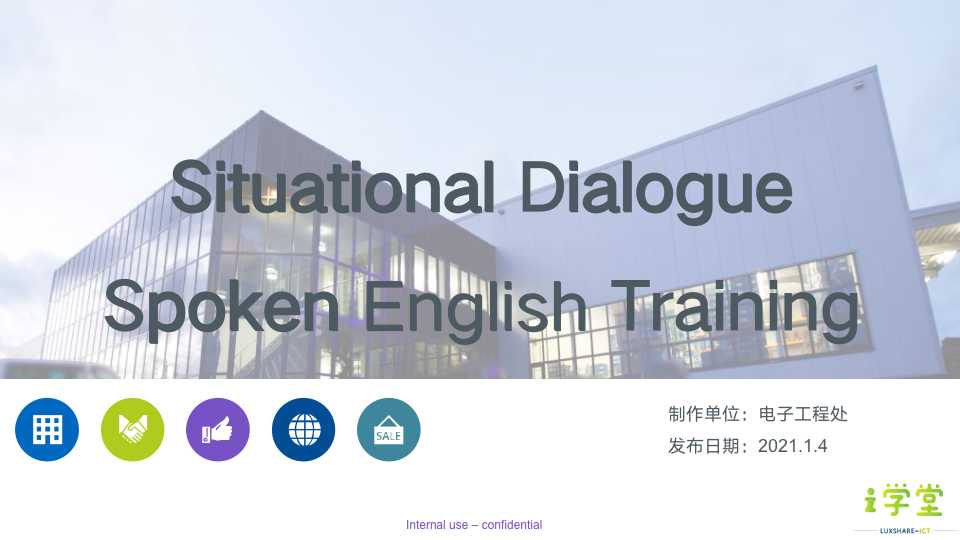 Situational Dialogue
Spoken English Training
SALE
制作单位：电子工程处
发布日期：2021.1.4
i学堂
LUXSHARE-ICT
Internal use – confidential